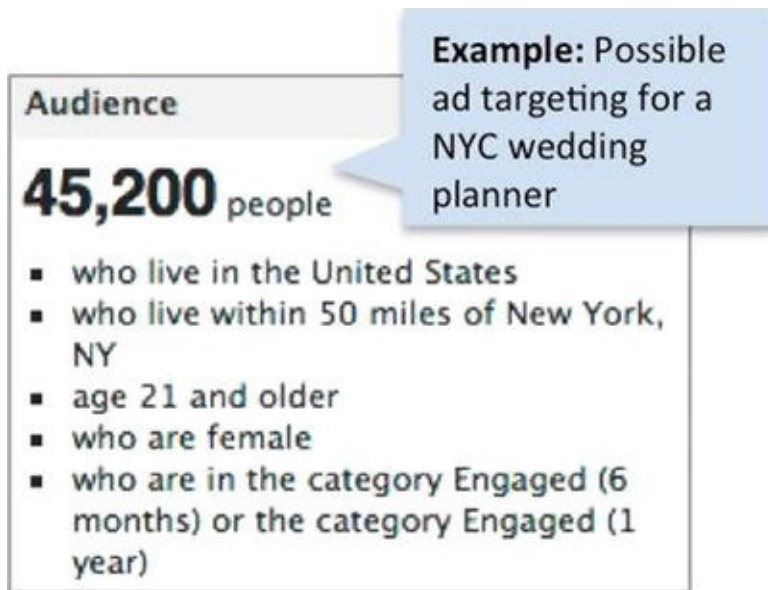 Example: Possible
ad targeting for a
NYC wedding
planner
Audience
45,200 people
▪ who live in the United States
▪ who live within 50 miles of New York,
NY
▪ age 21 and older
▪ who are female
▪ who are in the category Engaged (6
months) or the category Engaged (1
year)